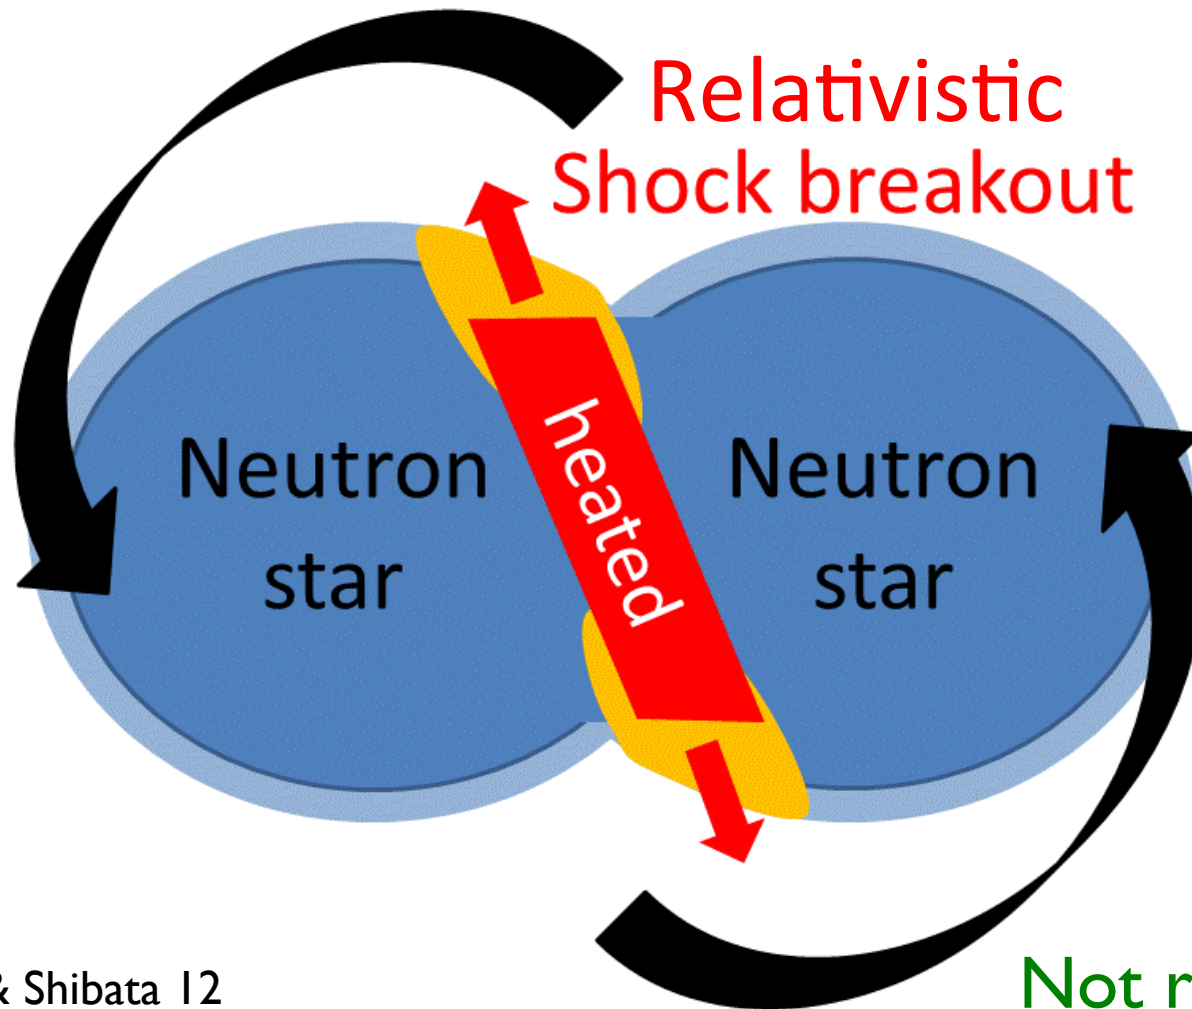 Relativistic
Shock breakout
Neutron
star
heated
Neutron
star
& Shibata 12
Not r